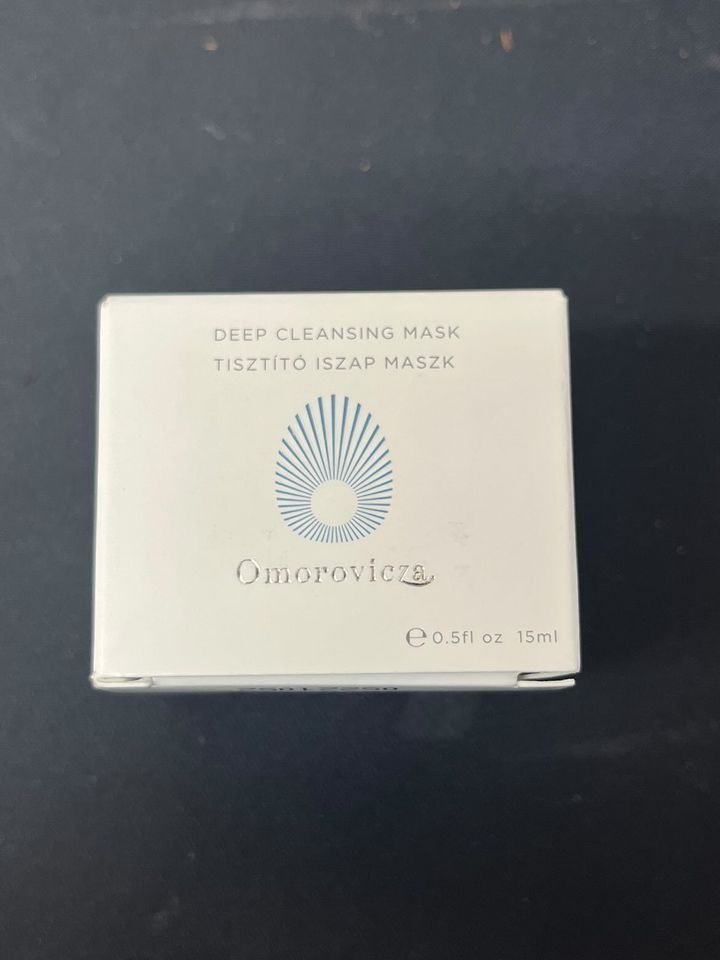 DEEP CLEANSING MASK
TISZTÍTÓ ISZAP MASZK
Omorovicza
℮ 0.5fl oz 15ml